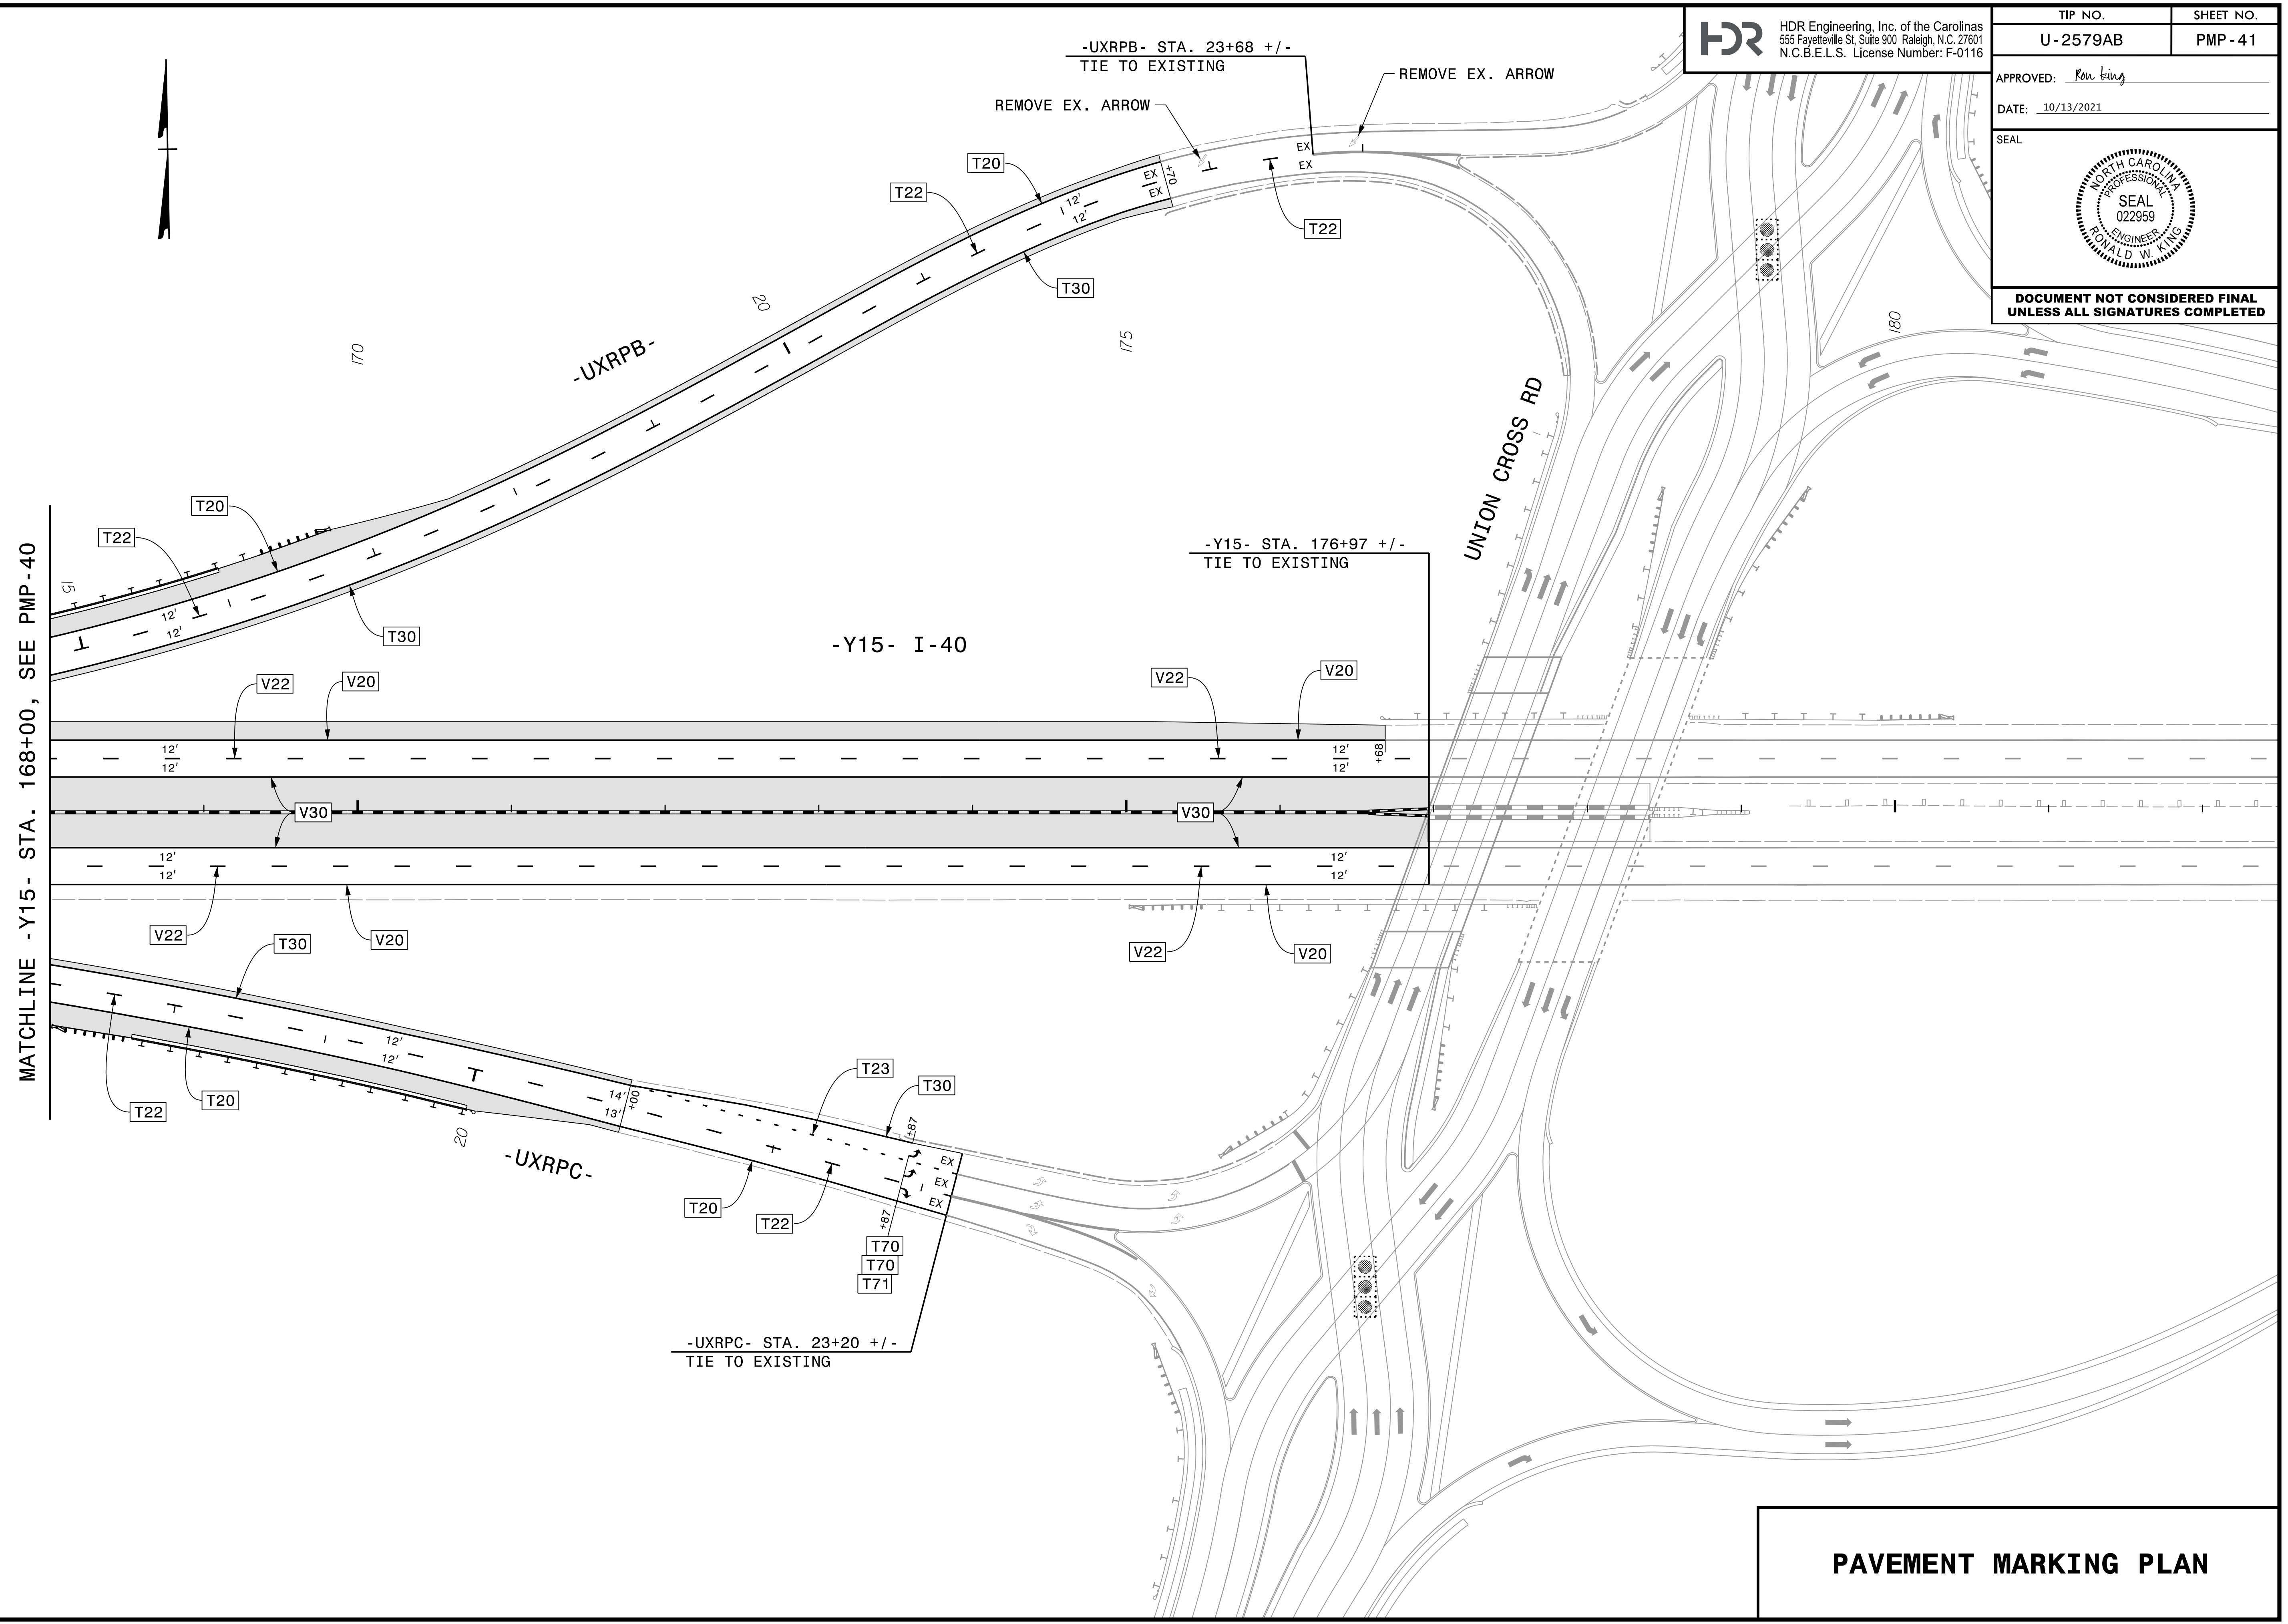 HDR
HDR Engineering, Inc. of the Carolinas
555 Fayetteville St, Suite 900 Raleigh, N.C. 27601
N.C.B.E.L.S. License Number: F-0116
TIP NO.
SHEET NO.
U-2579AB
PMP-41
APPROVED: Ron King
DATE: 10/13/2021
SEAL
NORTH CAROLINA
PROFESSIONAL
SEAL
022959
ENGINEER
RONALD W. KING
DOCUMENT NOT CONSIDERED FINAL
UNLESS ALL SIGNATURES COMPLETED
-UXRPB- STA. 23+68 +/-
TIE TO EXISTING
REMOVE EX. ARROW
REMOVE EX. ARROW
EX
EX
T20
EX
EX
+70
T22
12'
12'
T22
T30
20
175
170
180
-UXRPB-
UNION CROSS RD
T20
T22
15
12'
12'
T30
-Y15- STA. 176+97 +/-
TIE TO EXISTING
MATCHLINE -Y15- STA. 168+00, SEE PMP-40
-Y15- I-40
V22
V20
V22
V20
12'
12'
12'
12'
+68
V30
V30
12'
12'
12'
12'
V22
V20
V22
V20
T30
12'
12'
T22
T20
14'
13'
+00
T23
T30
+87
20
-UXRPC-
EX
EX
EX
T20
T22
+87
T70
T70
T71
-UXRPC- STA. 23+20 +/-
TIE TO EXISTING
PAVEMENT MARKING PLAN